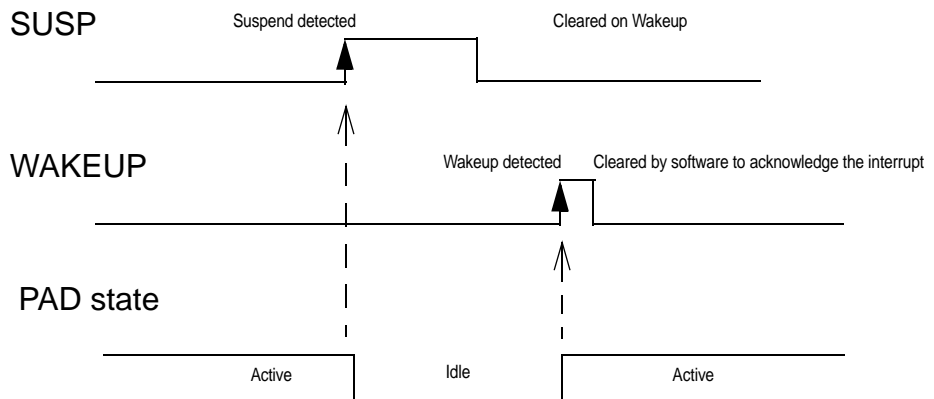 SUSP
Suspend detected
Cleared on Wakeup
WAKEUP
Wakeup detected
Cleared by software to acknowledge the interrupt
PAD state
Active
Idle
Active